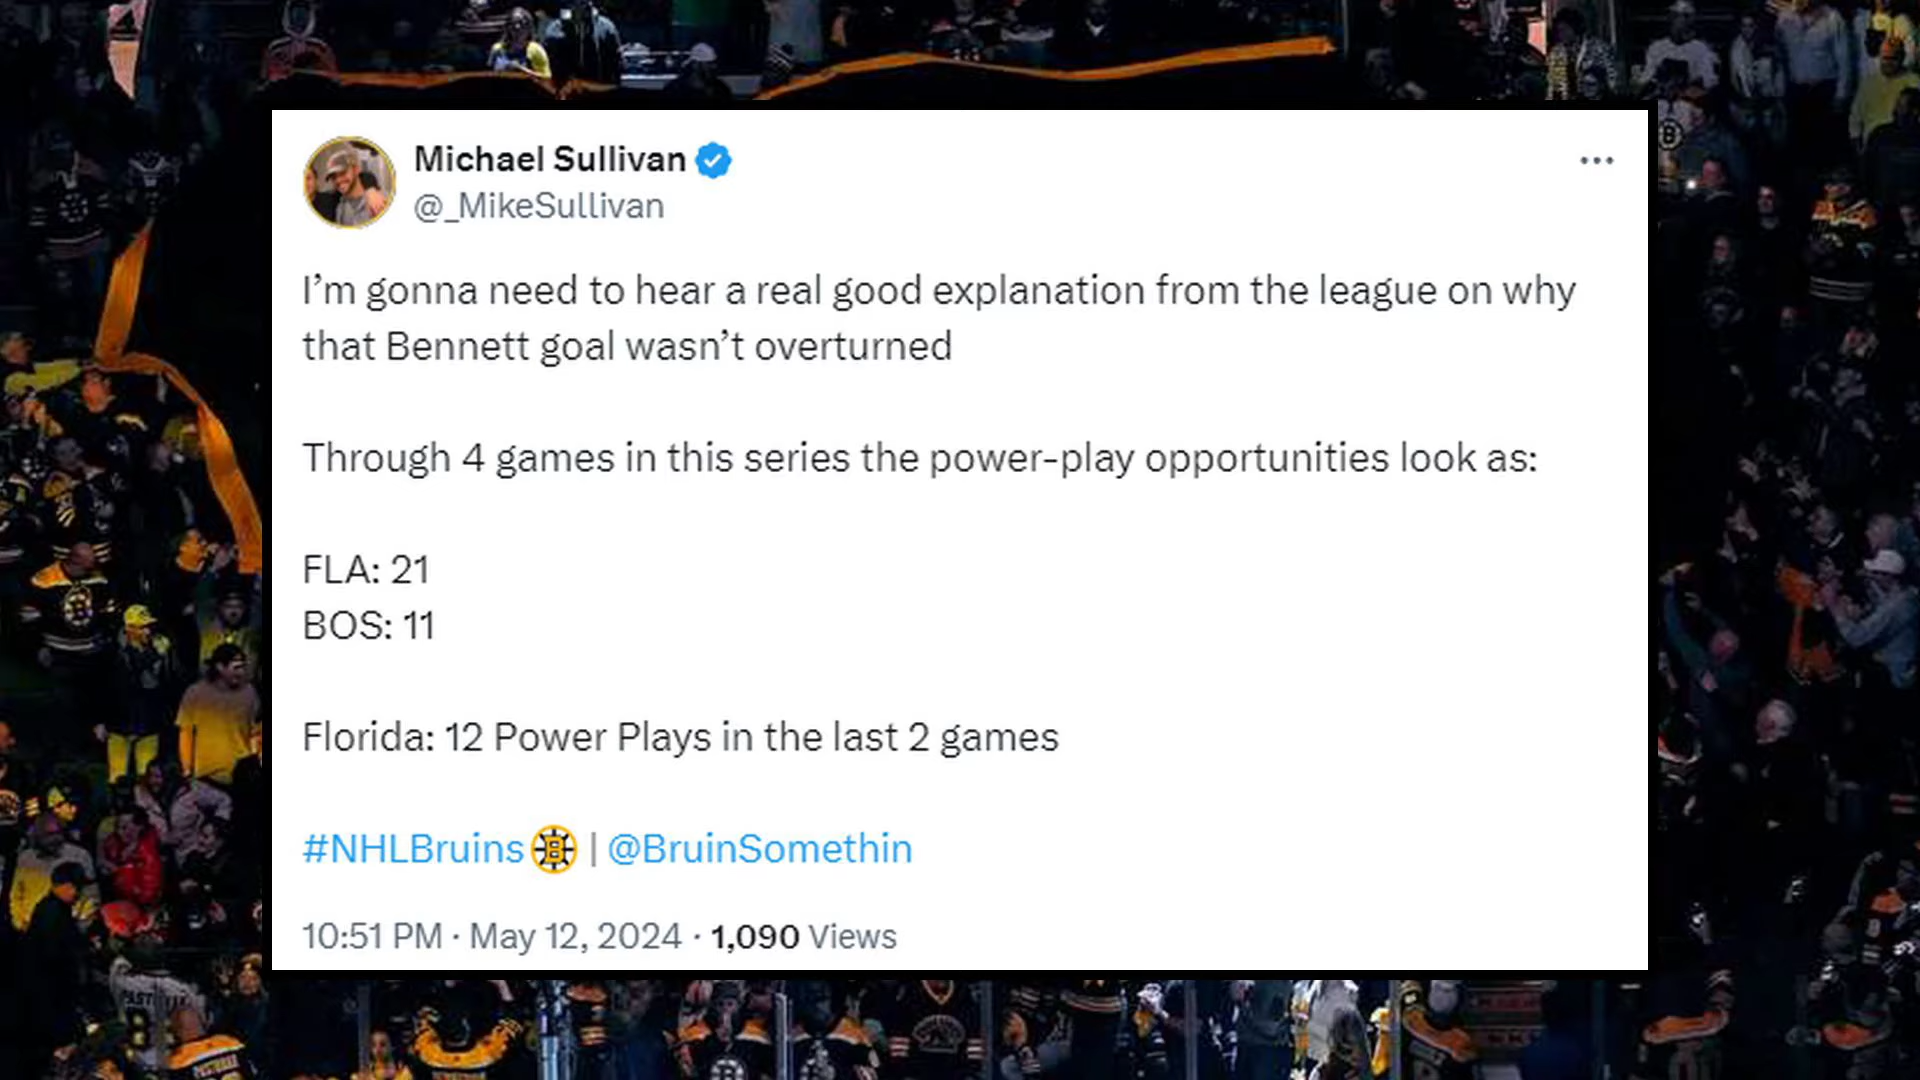 Michael Sullivan
@_MikeSullivan
I’m gonna need to hear a real good explanation from the league on why
that Bennett goal wasn’t overturned
Through 4 games in this series the power-play opportunities look as:
FLA: 21
BOS: 11
Florida: 12 Power Plays in the last 2 games
#NHLBruins B | @BruinSomethin
10:51 PM · May 12, 2024 · 1,090 Views